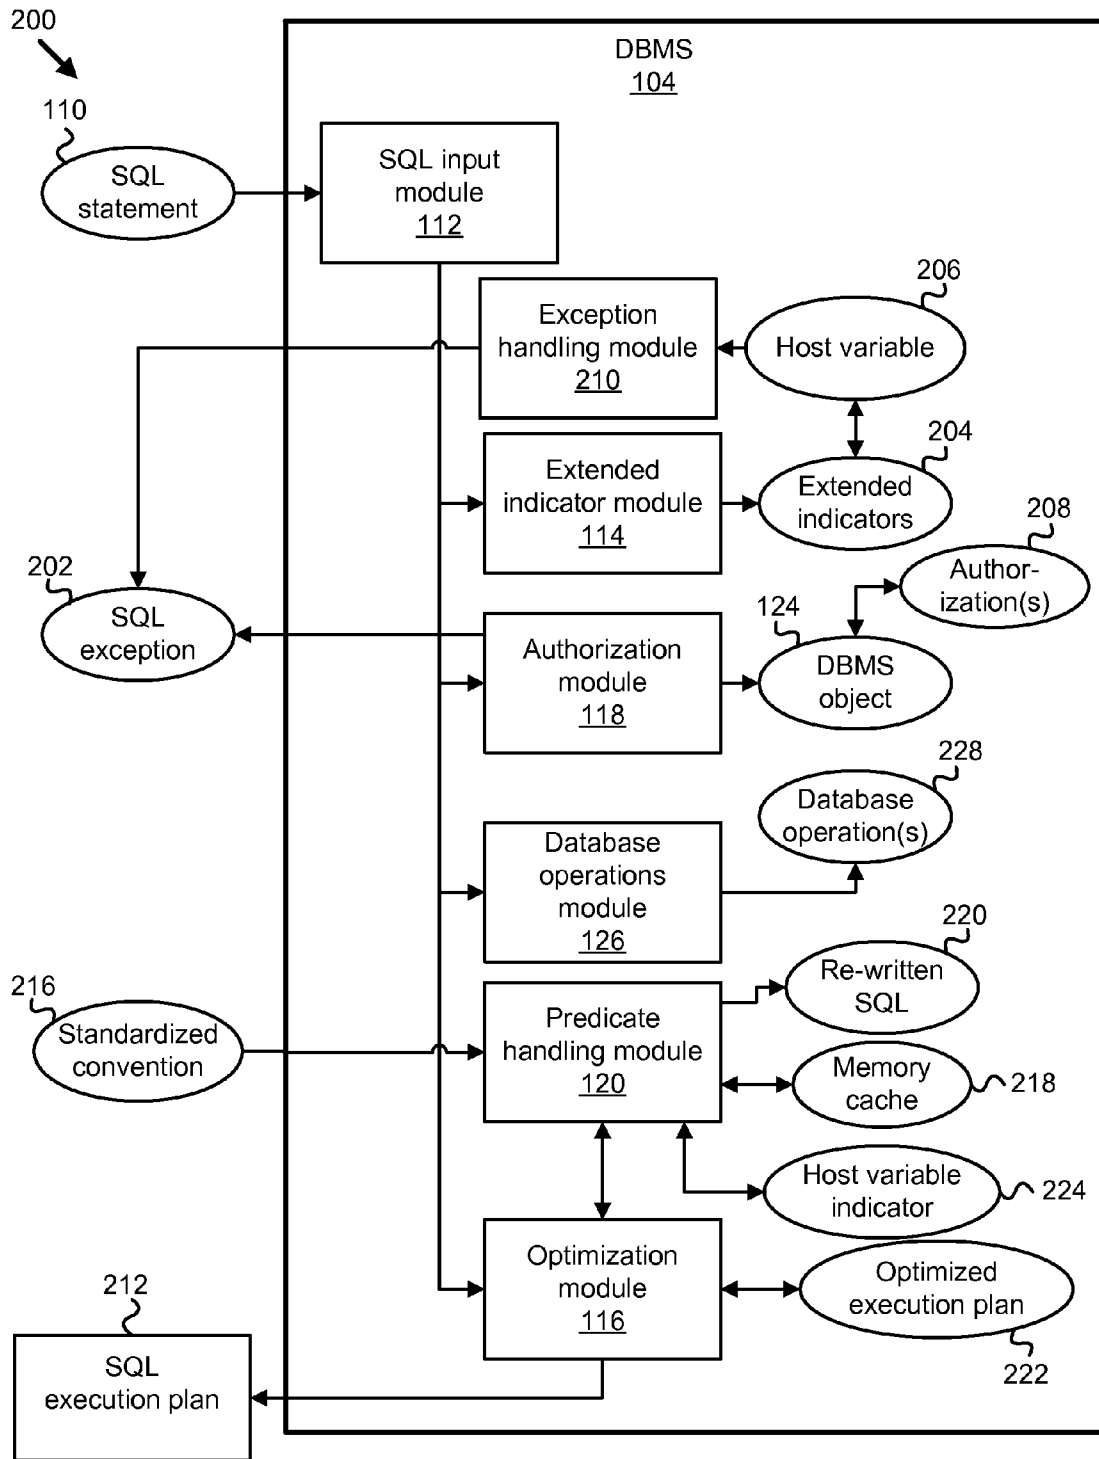 200
DBMS
104
110
SQL
statement
SQL input
module
112
206
Exception
handling module
210
Host variable
204
Extended
indicator module
114
Extended
indicators
208
Author-
ization(s)
202
SQL
exception
124
Authorization
module
118
DBMS
object
228
Database
operation(s)
Database
operations
module
126
220
Re-written
SQL
216
Standardized
convention
Predicate
handling module
120
Memory
cache
218
Host variable
indicator
224
Optimization
module
116
Optimized
execution plan
222
212
SQL
execution plan